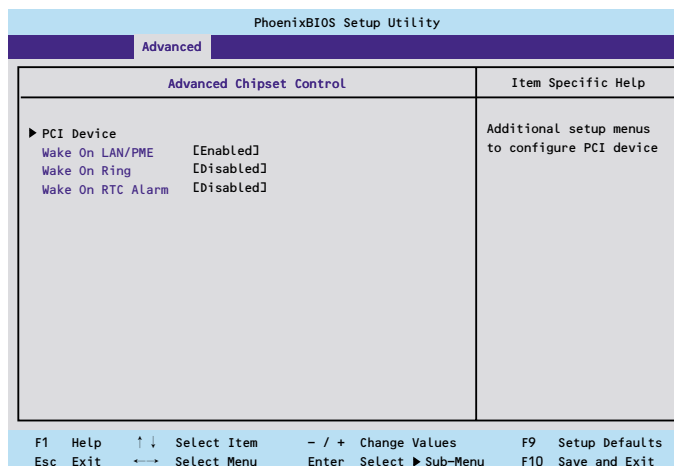 PhoenixBIOS Setup Utility
Advanced
Advanced Chipset Control
Item Specific Help
▶ PCI Device
Wake On LAN/PME [Enabled]
Wake On Ring [Disabled]
Wake On RTC Alarm [Disabled]
Additional setup menus
to configure PCI device
F1 Help ↑↓ Select Item - / + Change Values F9 Setup Defaults
Esc Exit ←→ Select Menu Enter Select ▶ Sub-Menu F10 Save and Exit